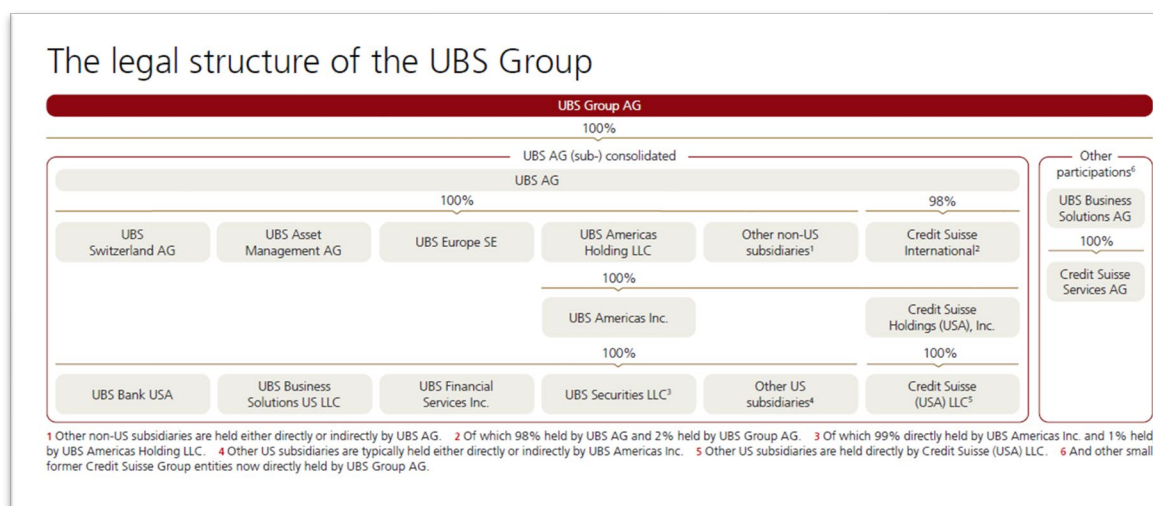 The legal structure of the UBS Group
UBS Group AG
100%
UBS AG (sub-) consolidated
Other
participations⁶
UBS AG
100%
98%
UBS
Switzerland AG
UBS Asset
Management AG
UBS Europe SE
UBS Americas
Holding LLC
Other non-US
subsidiaries¹
Credit Suisse
International²
UBS Business
Solutions AG
100%
Credit Suisse
Services AG
100%
UBS Americas Inc.
Credit Suisse
Holdings (USA), Inc.
100%
100%
UBS Bank USA
UBS Business
Solutions US LLC
UBS Financial
Services Inc.
UBS Securities LLC³
Other US
subsidiaries⁴
Credit Suisse
(USA) LLC⁵
1 Other non-US subsidiaries are held either directly or indirectly by UBS AG. 2 Of which 98% held by UBS AG and 2% held by UBS Group AG. 3 Of which 99% directly held by UBS Americas Inc. and 1% held
by UBS Americas Holding LLC. 4 Other US subsidiaries are typically held either directly or indirectly by UBS Americas Inc. 5 Other US subsidiaries are held directly by Credit Suisse (USA) LLC. 6 And other small
former Credit Suisse Group entities now directly held by UBS Group AG.